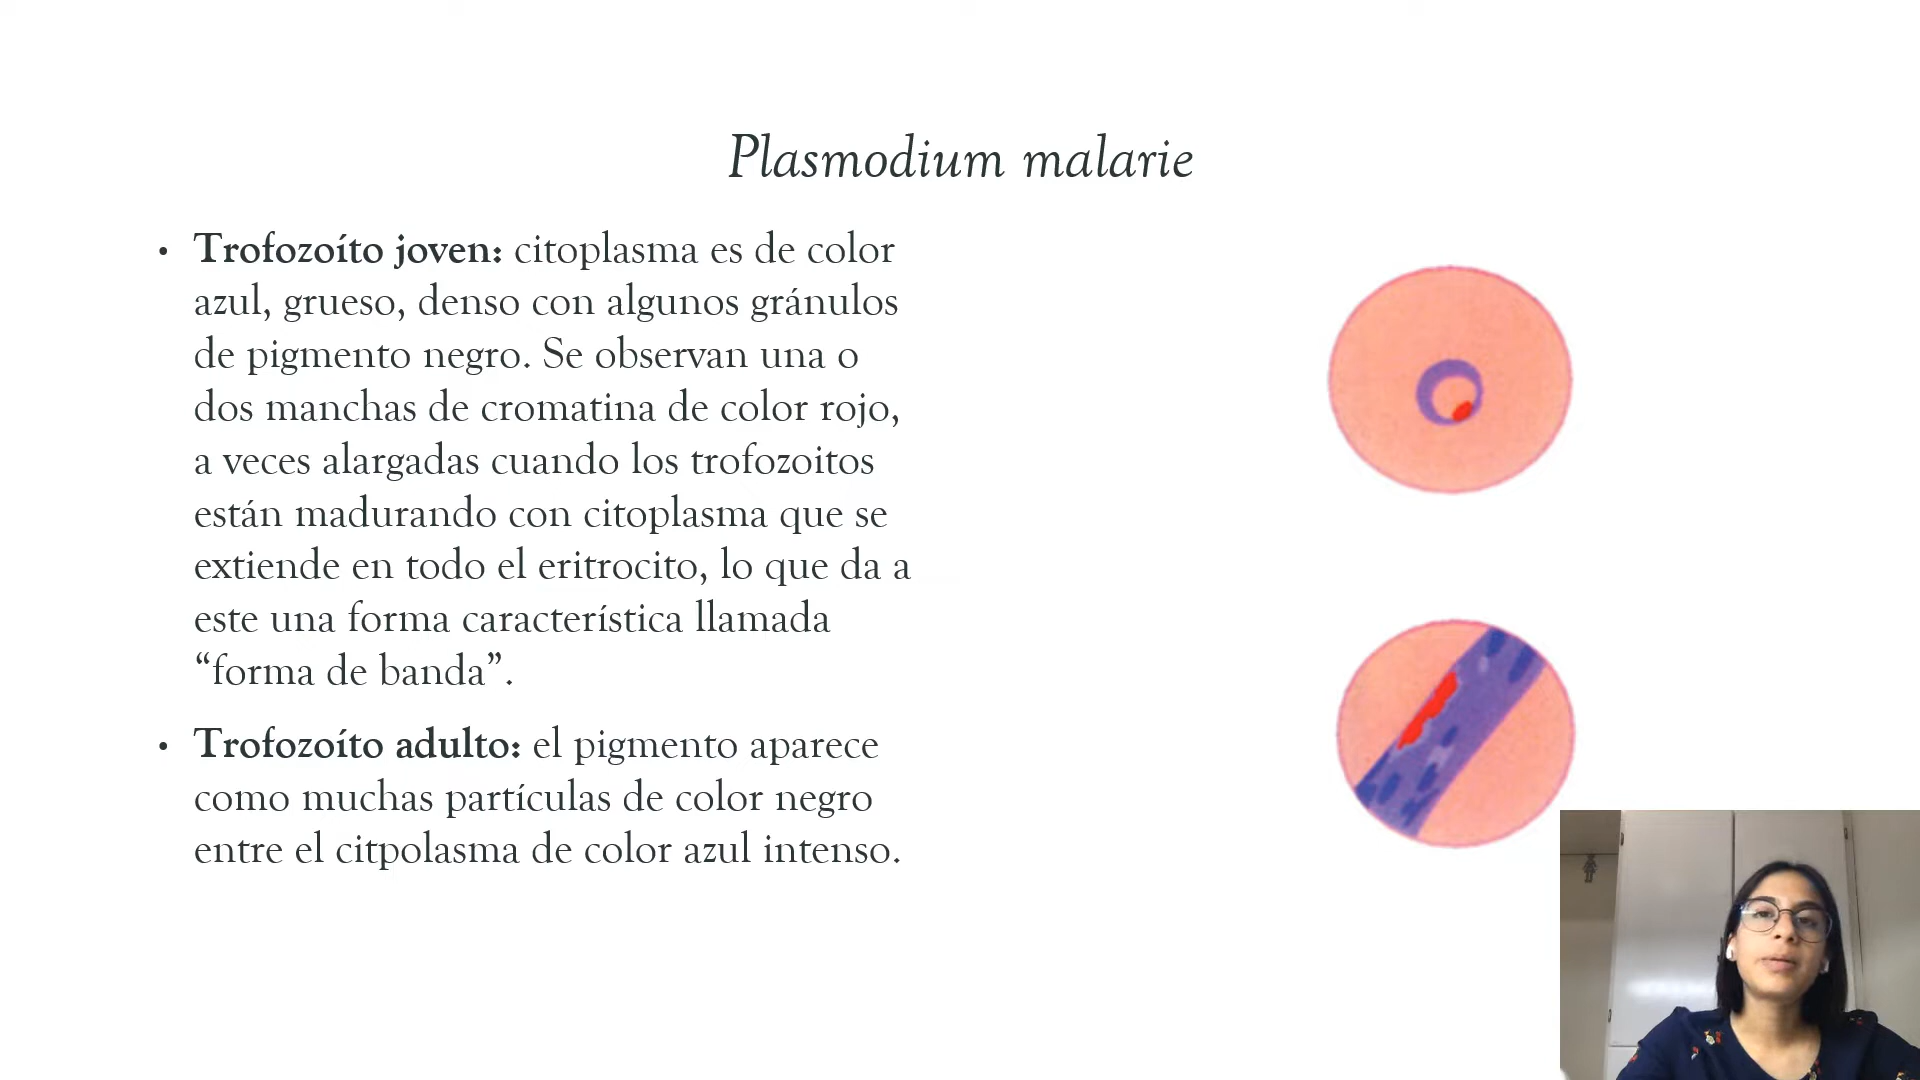 Plasmodium malarie
• Trofozoíto joven: citoplasma es de color
azul, grueso, denso con algunos gránulos
de pigmento negro. Se observan una o
dos manchas de cromatina de color rojo,
a veces alargadas cuando los trofozoitos
están madurando con citoplasma que se
extiende en todo el eritrocito, lo que da a
este una forma característica llamada
“forma de banda”.
• Trofozoíto adulto: el pigmento aparece
como muchas partículas de color negro
entre el citpolasma de color azul intenso.